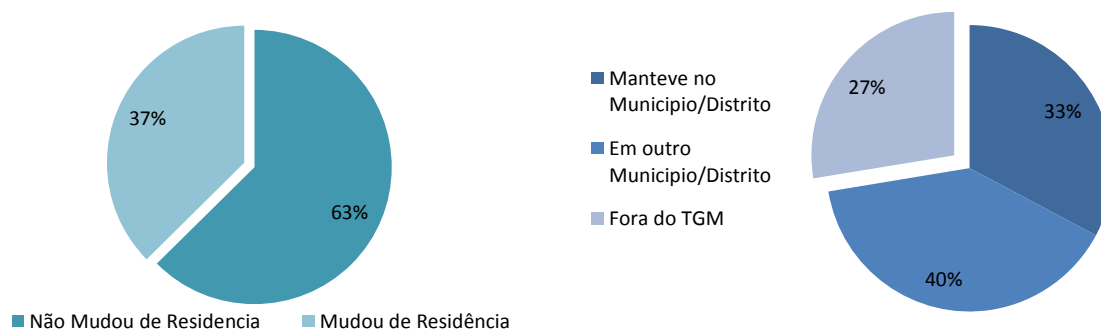 37%
63%
Não Mudou de Residencia
Mudou de Residência
Manteve no
Municipio/Distrito
Em outro
Municipio/Distrito
Fora do TGM
27%
33%
40%